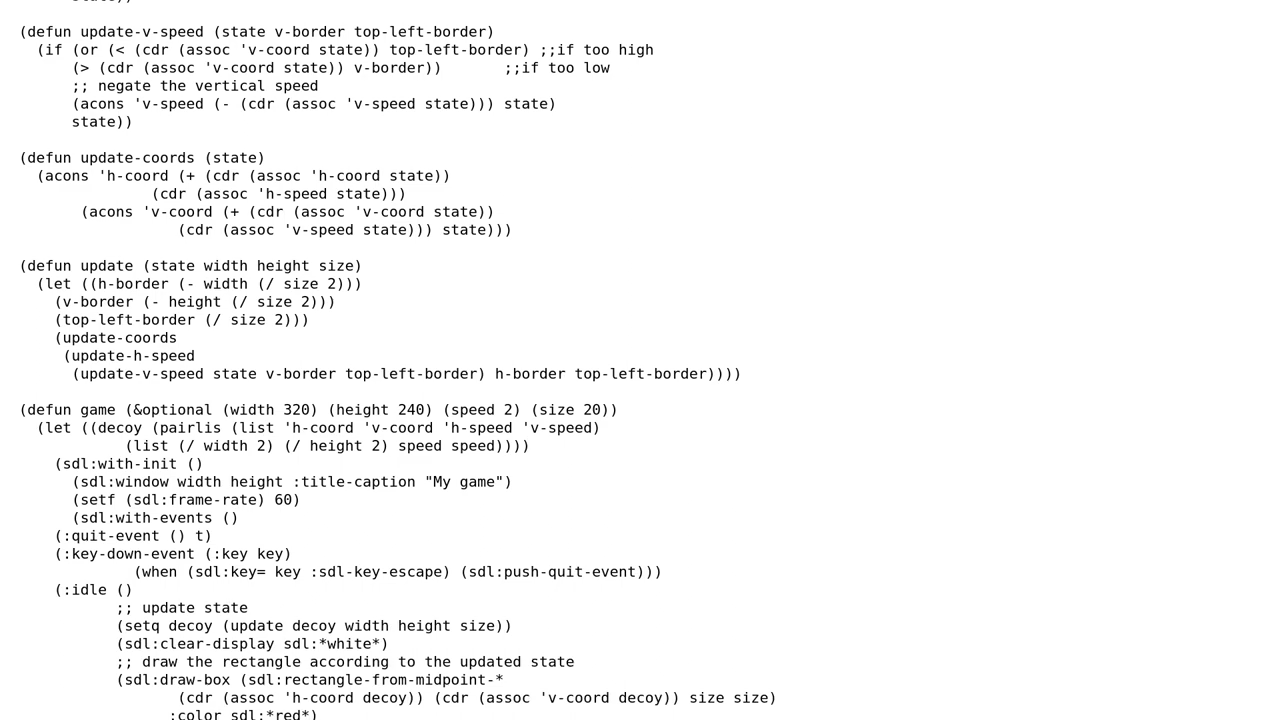 state))
(defun update-v-speed (state v-border top-left-border)
  (if (or (< (cdr (assoc 'v-coord state)) top-left-border) ;;if too high
      (> (cdr (assoc 'v-coord state)) v-border))       ;;if too low
      ;; negate the vertical speed
      (acons 'v-speed (- (cdr (assoc 'v-speed state))) state)
      state))
(defun update-coords (state)
  (acons 'h-coord (+ (cdr (assoc 'h-coord state))
               (cdr (assoc 'h-speed state)))
       (acons 'v-coord (+ (cdr (assoc 'v-coord state))
                  (cdr (assoc 'v-speed state))) state)))
(defun update (state width height size)
  (let ((h-border (- width (/ size 2)))
    (v-border (- height (/ size 2)))
    (top-left-border (/ size 2)))
    (update-coords
     (update-h-speed
      (update-v-speed state v-border top-left-border) h-border top-left-border))))
(defun game (&optional (width 320) (height 240) (speed 2) (size 20))
  (let ((decoy (pairlis (list 'h-coord 'v-coord 'h-speed 'v-speed)
            (list (/ width 2) (/ height 2) speed speed))))
    (sdl:with-init ()
      (sdl:window width height :title-caption "My game")
      (setf (sdl:frame-rate) 60)
      (sdl:with-events ()
    (:quit-event () t)
    (:key-down-event (:key key)
             (when (sdl:key= key :sdl-key-escape) (sdl:push-quit-event)))
    (:idle ()
           ;; update state
           (setq decoy (update decoy width height size))
           (sdl:clear-display sdl:*white*)
           ;; draw the rectangle according to the updated state
           (sdl:draw-box (sdl:rectangle-from-midpoint-*
                  (cdr (assoc 'h-coord decoy)) (cdr (assoc 'v-coord decoy)) size size)
                 :color sdl:*red*)